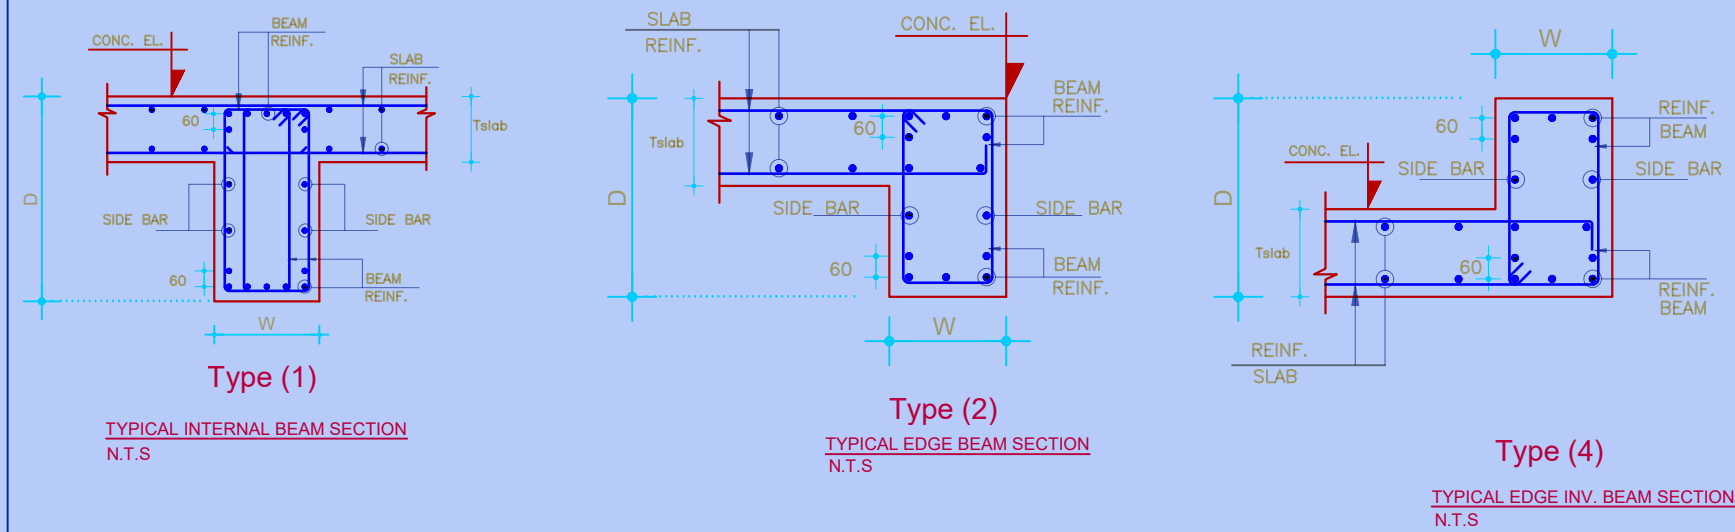 BEAM
REINF.
CONC. EL.
SLAB
REINF.
60
Tslab
D
SIDE BAR
SIDE BAR
60
BEAM
REINF.
W
Type (1)
TYPICAL INTERNAL BEAM SECTION
N.T.S
SLAB
REINF.
CONC. EL.
BEAM
REINF.
60
Tslab
D
SIDE BAR
SIDE BAR
60
BEAM
REINF.
W
Type (2)
TYPICAL EDGE BEAM SECTION
N.T.S
W
REINF.
BEAM
60
CONC. EL.
SIDE BAR
SIDE BAR
D
Tslab
60
REINF.
BEAM
REINF.
SLAB
Type (4)
TYPICAL EDGE INV. BEAM SECTION
N.T.S